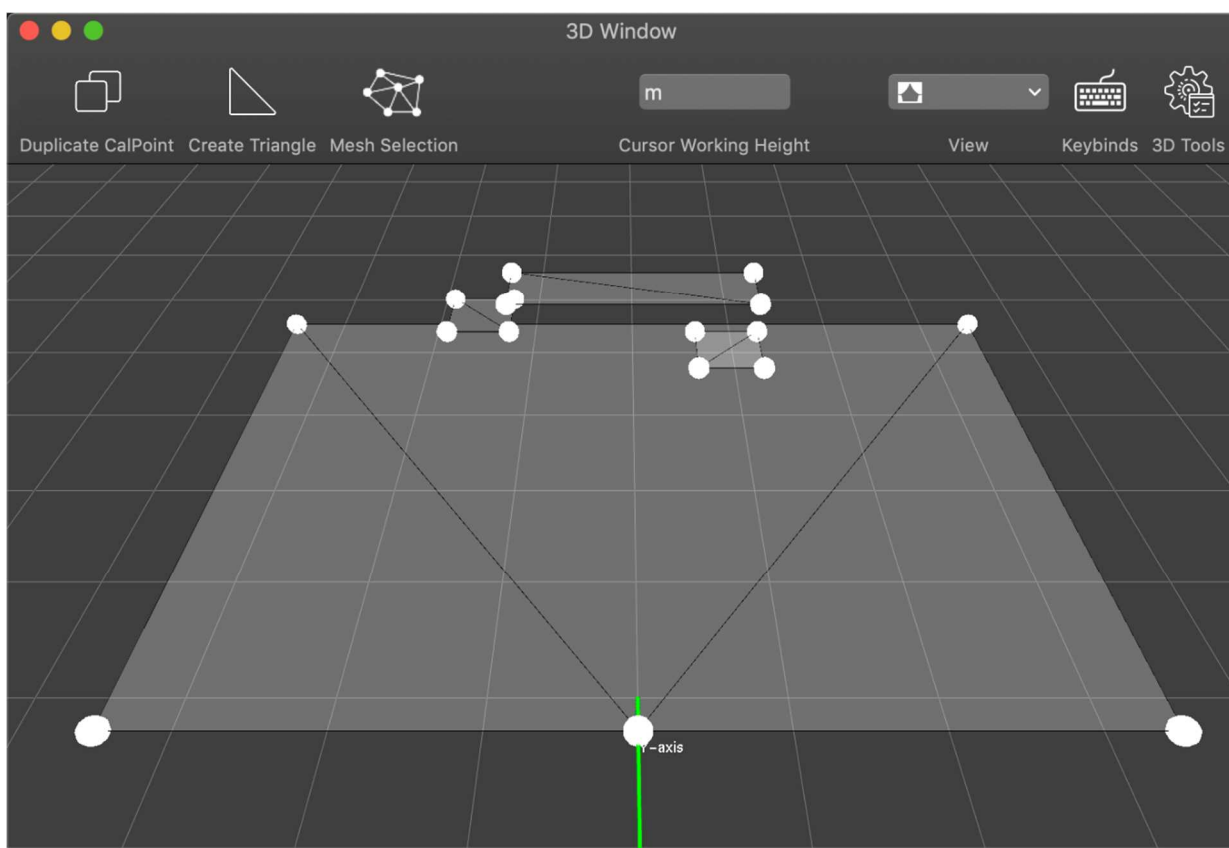 3D Window
m
Duplicate CalPoint Create Triangle Mesh Selection Cursor Working Height View Keybinds 3D Tools
Y-axis